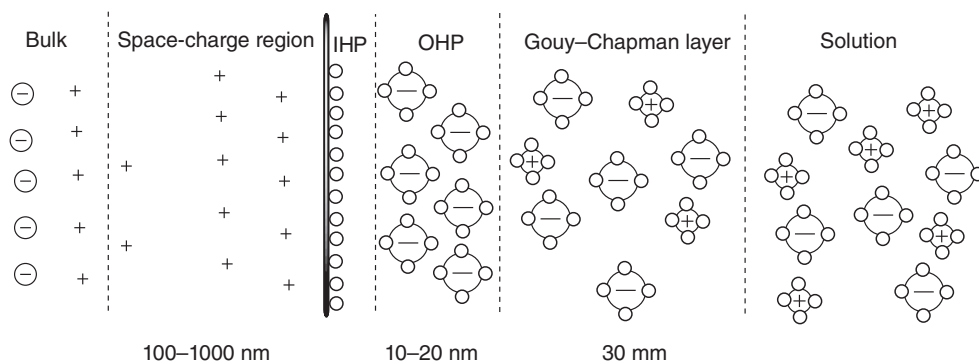 Bulk Space-charge region IHP OHP Gouy–Chapman layer Solution
100–1000 nm 10–20 nm 30 mm